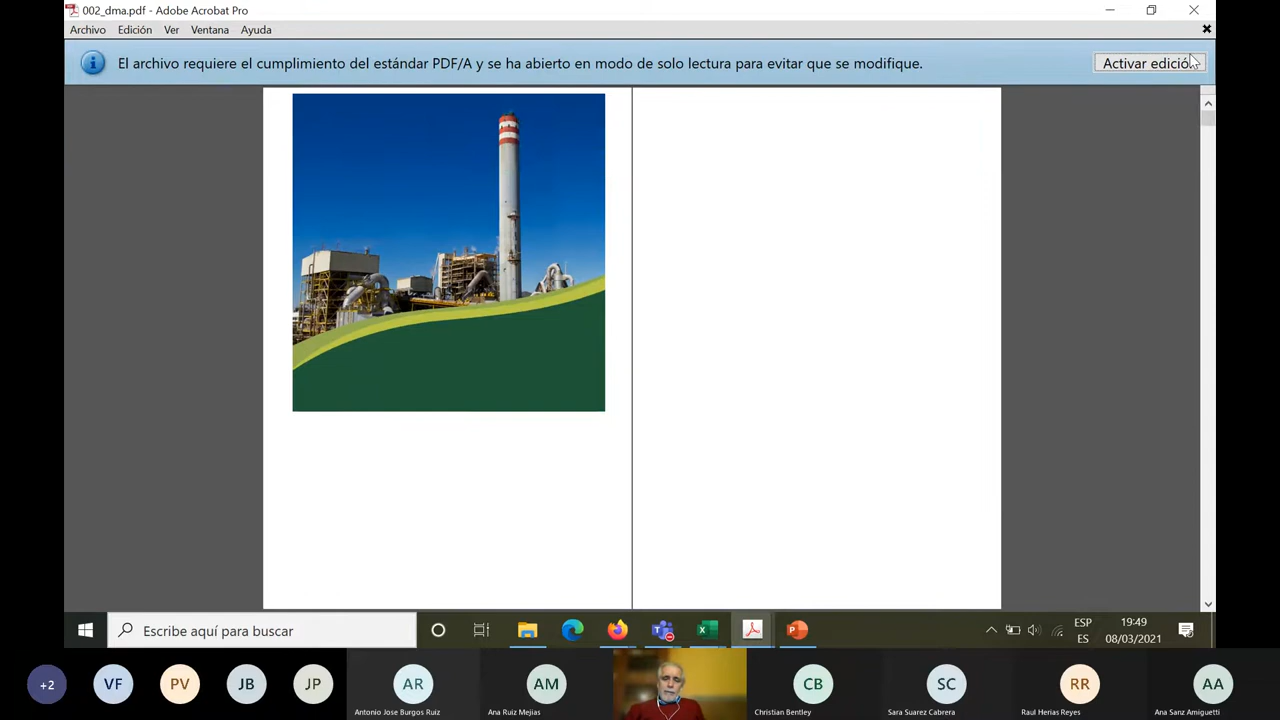 002_dma.pdf - Adobe Acrobat Pro
Archivo Edición Ver Ventana Ayuda
El archivo requiere el cumplimiento del estándar PDF/A y se ha abierto en modo de solo lectura para evitar que se modifique.
Activar edición
Escribe aquí para buscar
ESP
ES
19:49
08/03/2021
+2
VF
PV
JB
JP
AR
Antonio Jose Burgos Ruiz
AM
Ana Ruiz Mejias
CB
Christian Bentley
SC
Sara Suarez Cabrera
RR
Raul Herias Reyes
AA
Ana Sanz Amiguetti